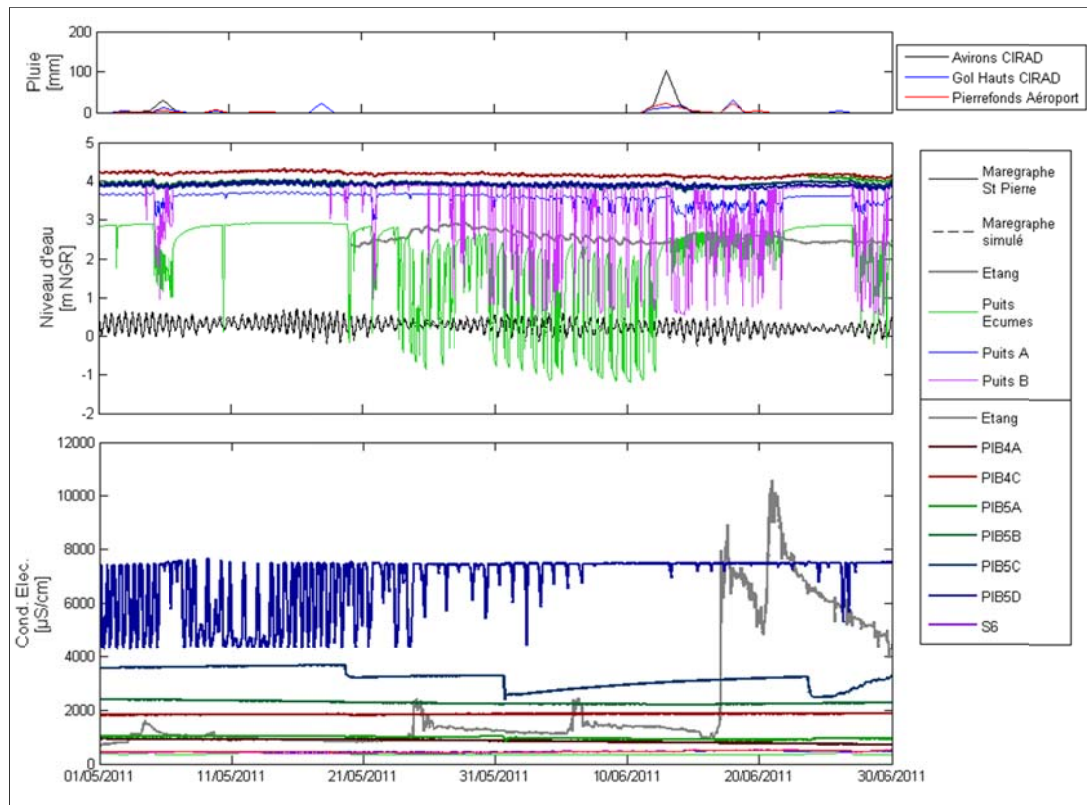 Pluie
[mm]
200
100
0
Avirons CIRAD
Gol Hauts CIRAD
Pierrefonds Aéroport
Niveau d'eau
[m NGR]
5
4
3
2
1
0
-1
-2
Maregraphe
St Pierre
Maregraphe
simulé
Etang
Puits
Ecumes
Puits A
Puits B
Cond. Elec.
[µS/cm]
12000
10000
8000
6000
4000
2000
0
Etang
PIB4A
PIB4C
PIB5A
PIB5B
PIB5C
PIB5D
S6
01/05/2011
11/05/2011
21/05/2011
31/05/2011
10/06/2011
20/06/2011
30/06/2011